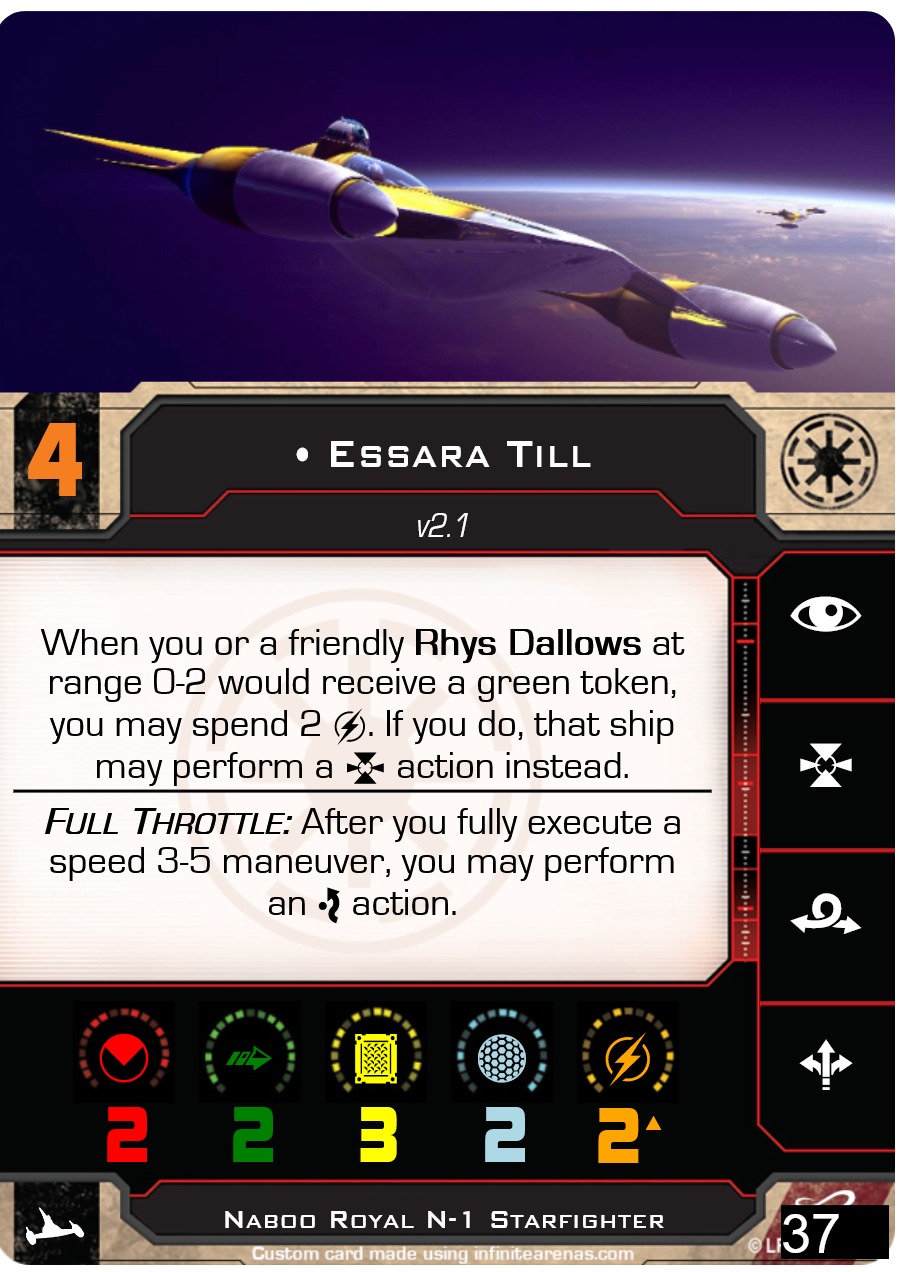 4
• Essara Till
v2.1
When you or a friendly Rhys Dallows at
range 0-2 would receive a green token,
you may spend 2 . If you do, that ship
may perform a action instead.
Full Throttle: After you fully execute a
speed 3-5 maneuver, you may perform
an action.
2 2 3 2 2
Naboo Royal N-1 Starfighter
Custom card made using infinitearenas.com
© LF
37